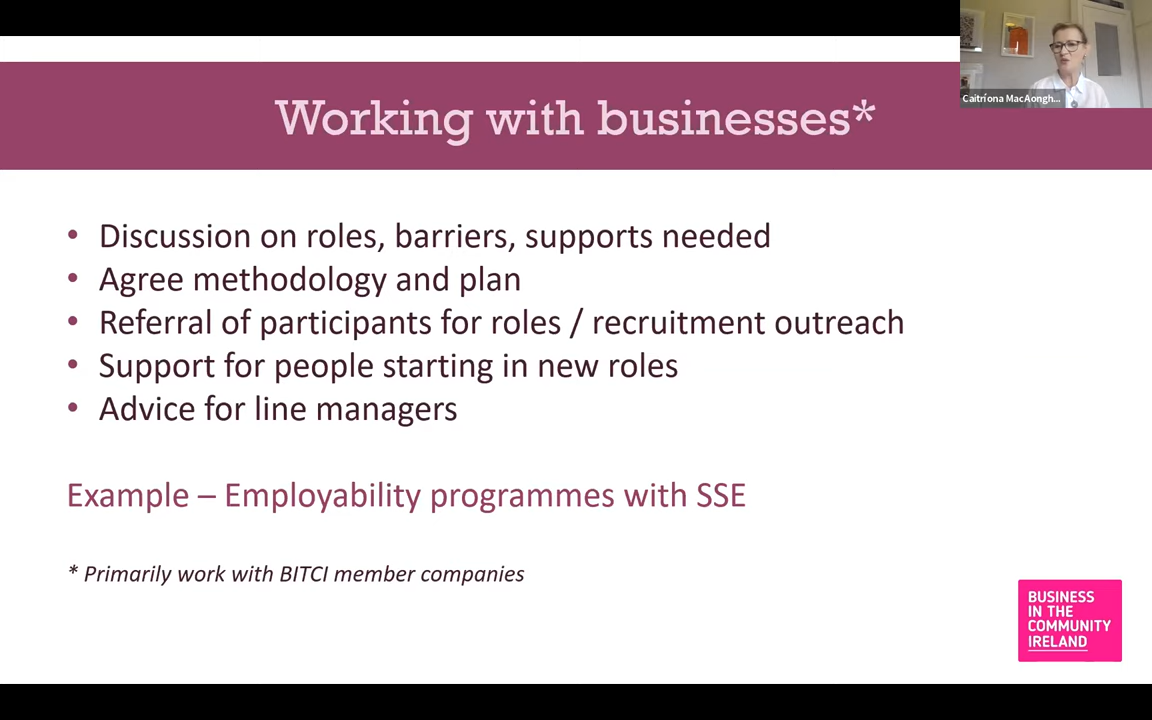 Working with businesses*
Caitríona MacAongh...
• Discussion on roles, barriers, supports needed
• Agree methodology and plan
• Referral of participants for roles / recruitment outreach
• Support for people starting in new roles
• Advice for line managers
Example – Employability programmes with SSE
* Primarily work with BITCI member companies
BUSINESS
IN THE
COMMUNITY
IRELAND